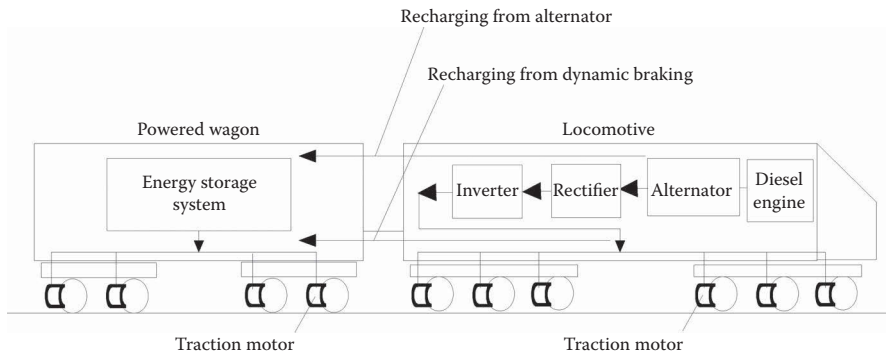 Recharging from alternator
Recharging from dynamic braking
Powered wagon
Locomotive
Energy storage
system
Inverter
Rectifier
Alternator
Diesel
engine
Traction motor
Traction motor